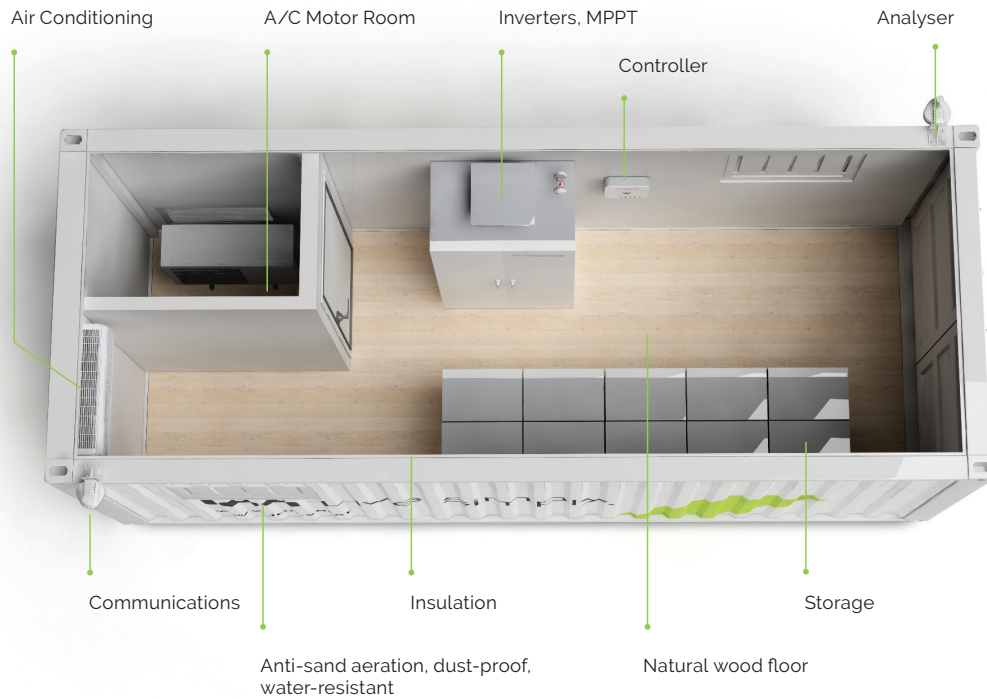 Air Conditioning
A/C Motor Room
Inverters, MPPT
Analyser
Controller
Communications
Insulation
Storage
Anti-sand aeration, dust-proof,
water-resistant
Natural wood floor